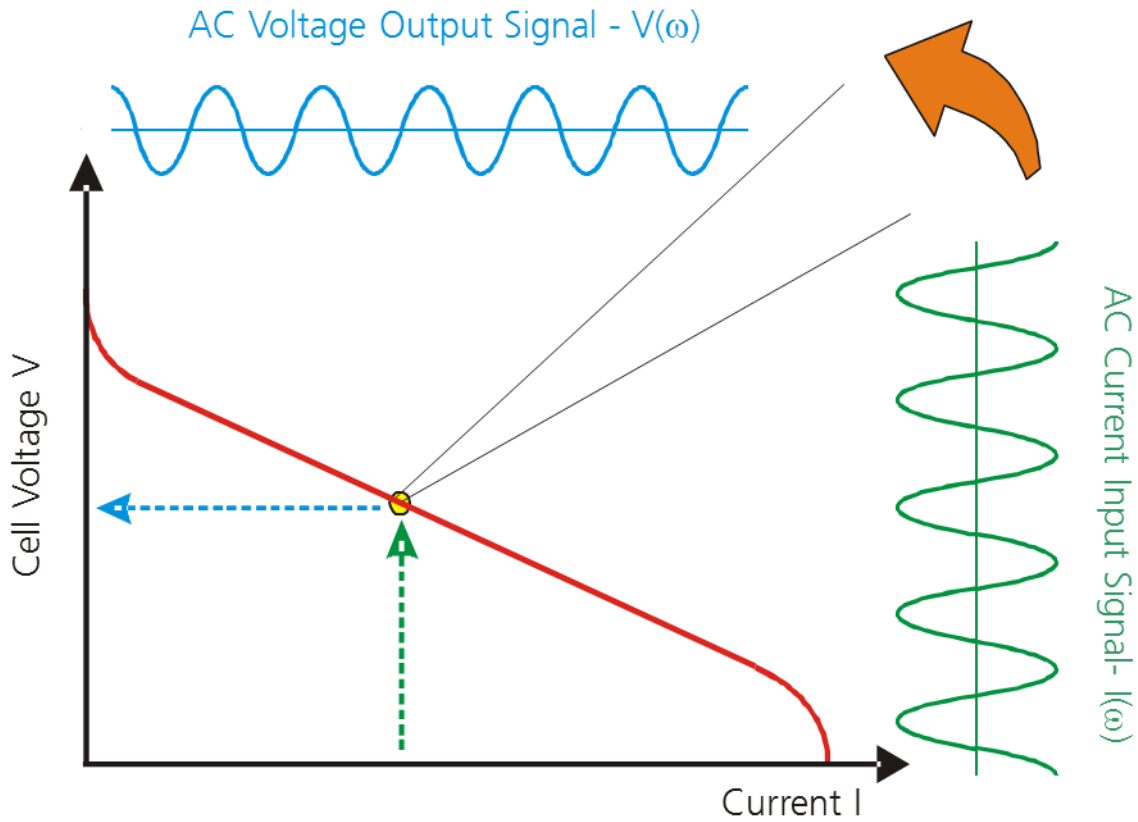 AC Voltage Output Signal - V(ω)
Cell Voltage V
AC Current Input Signal- I(ω)
Current I